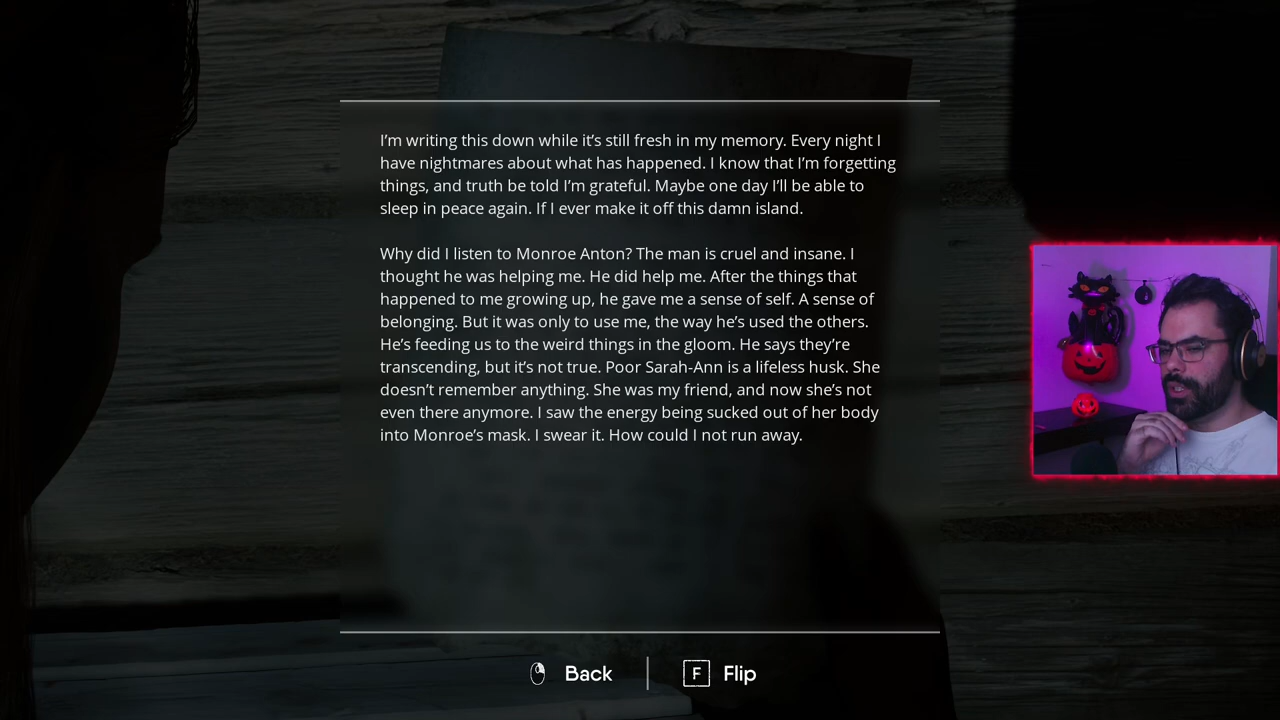 I'm writing this down while it's still fresh in my memory. Every night I
have nightmares about what has happened. I know that I'm forgetting
things, and truth be told I'm grateful. Maybe one day I'll be able to
sleep in peace again. If I ever make it off this damn island.
Why did I listen to Monroe Anton? The man is cruel and insane. I
thought he was helping me. He did help me. After the things that
happened to me growing up, he gave me a sense of self. A sense of
belonging. But it was only to use me, the way he's used the others.
He's feeding us to the weird things in the gloom. He says they're
transcending, but it's not true. Poor Sarah-Ann is a lifeless husk. She
doesn't remember anything. She was my friend, and now she's not
even there anymore. I saw the energy being sucked out of her body
into Monroe's mask. I swear it. How could I not run away.
Back
F Flip